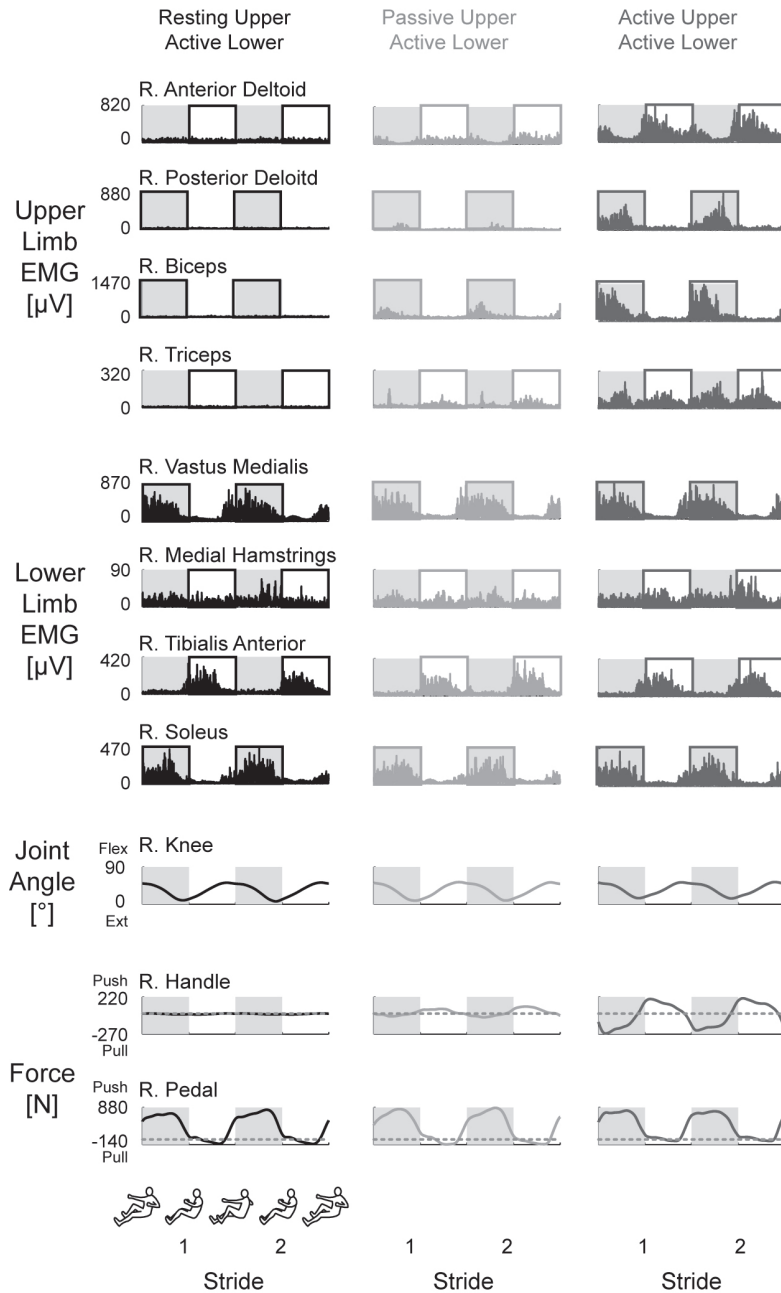 Resting Upper
Active Lower
Passive Upper
Active Lower
Active Upper
Active Lower
Upper
Limb
EMG
[µV]
R. Anterior Deltoid
820
0
R. Posterior Deloitd
880
0
R. Biceps
1470
0
R. Triceps
320
0
Lower
Limb
EMG
[µV]
R. Vastus Medialis
870
0
R. Medial Hamstrings
90
0
R. Tibialis Anterior
420
0
R. Soleus
470
0
Joint
Angle
[°]
R. Knee
Flex
90
0
Ext
Force
[N]
R. Handle
Push
220
-270
Pull
R. Pedal
Push
880
-140
Pull
1 2
Stride
1 2
Stride
1 2
Stride